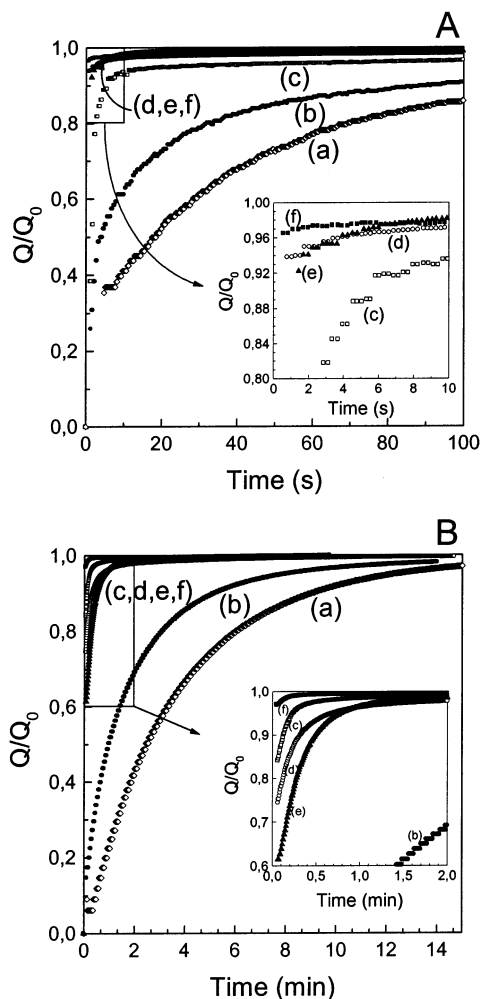 A
1,0
0,8
0,6
0,4
0,2
0,0
Q/Q0
(d,e,f)
(c)
(b)
(a)
1,00
0,96
0,92
0,88
0,84
0,80
Q/Q0
(f)
(e)
(d)
(c)
0 2 4 6 8 10
Time (s)
0 20 40 60 80 100
Time (s)
B
1,0
0,8
0,6
0,4
0,2
0,0
Q/Q0
(c,d,e,f)
(b)
(a)
1,0
0,9
0,8
0,7
0,6
Q/Q0
(f)
(c)
(d)
(e)
(b)
0,0 0,5 1,0 1,5 2,0
Time (min)
0 2 4 6 8 10 12 14
Time (min)